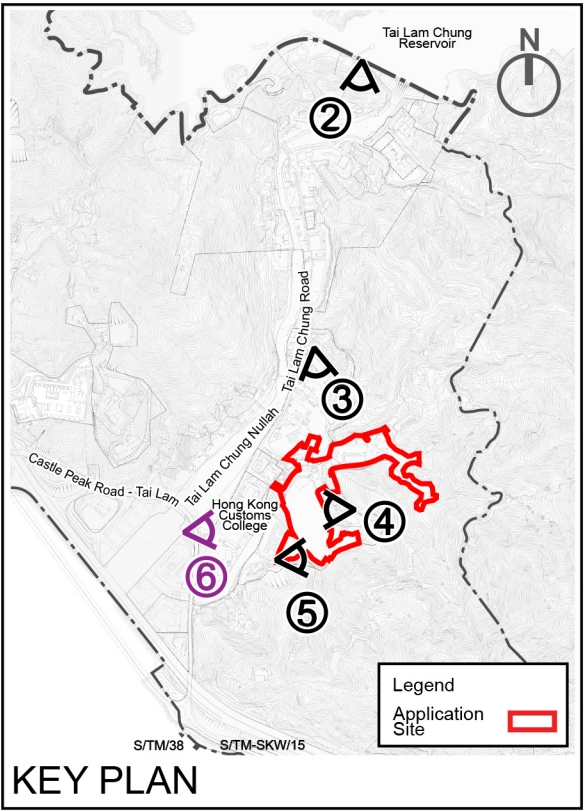 Tai Lam Chung
Reservoir
N
②
Tai Lam Chung Road
③
Tai Lam Chung Nullah
Castle Peak Road - Tai Lam
Hong Kong
Customs
College
④
⑥
⑤
Legend
Application
Site
S/TM/38
S/TM-SKW/15
KEY PLAN